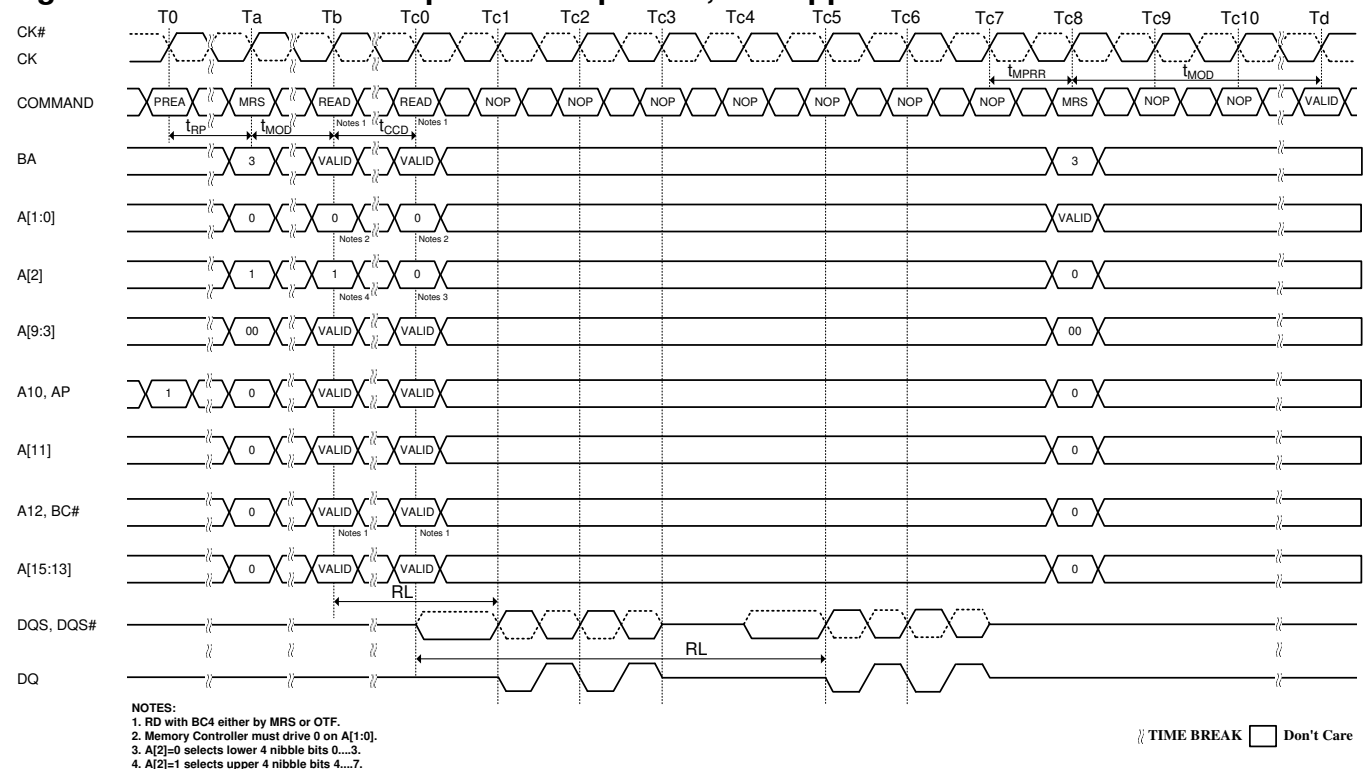 T0 Ta Tb Tc0 Tc1 Tc2 Tc3 Tc4 Tc5 Tc6 Tc7 Tc8 Tc9 Tc10 Td
CK#
CK
tMPRR tMOD
COMMAND PREA MRS READ READ NOP NOP NOP NOP NOP NOP NOP MRS NOP NOP VALID
Notes 1 Notes 1
tRP tMOD tCCD
BA 3 VALID VALID 3
A[1:0] 0 0 0 VALID
Notes 2 Notes 2
A[2] 1 1 0 0
Notes 4 Notes 3
A[9:3] 00 VALID VALID 00
A10, AP 1 0 VALID VALID 0
A[11] 0 VALID VALID 0
A12, BC# 0 VALID VALID 0
Notes 1 Notes 1
A[15:13] 0 VALID VALID 0
RL
DQS, DQS#
RL
DQ
NOTES:
1. RD with BC4 either by MRS or OTF.
2. Memory Controller must drive 0 on A[1:0].
3. A[2]=0 selects lower 4 nibble bits 0....3.
4. A[2]=1 selects upper 4 nibble bits 4....7.
TIME BREAK Don't Care